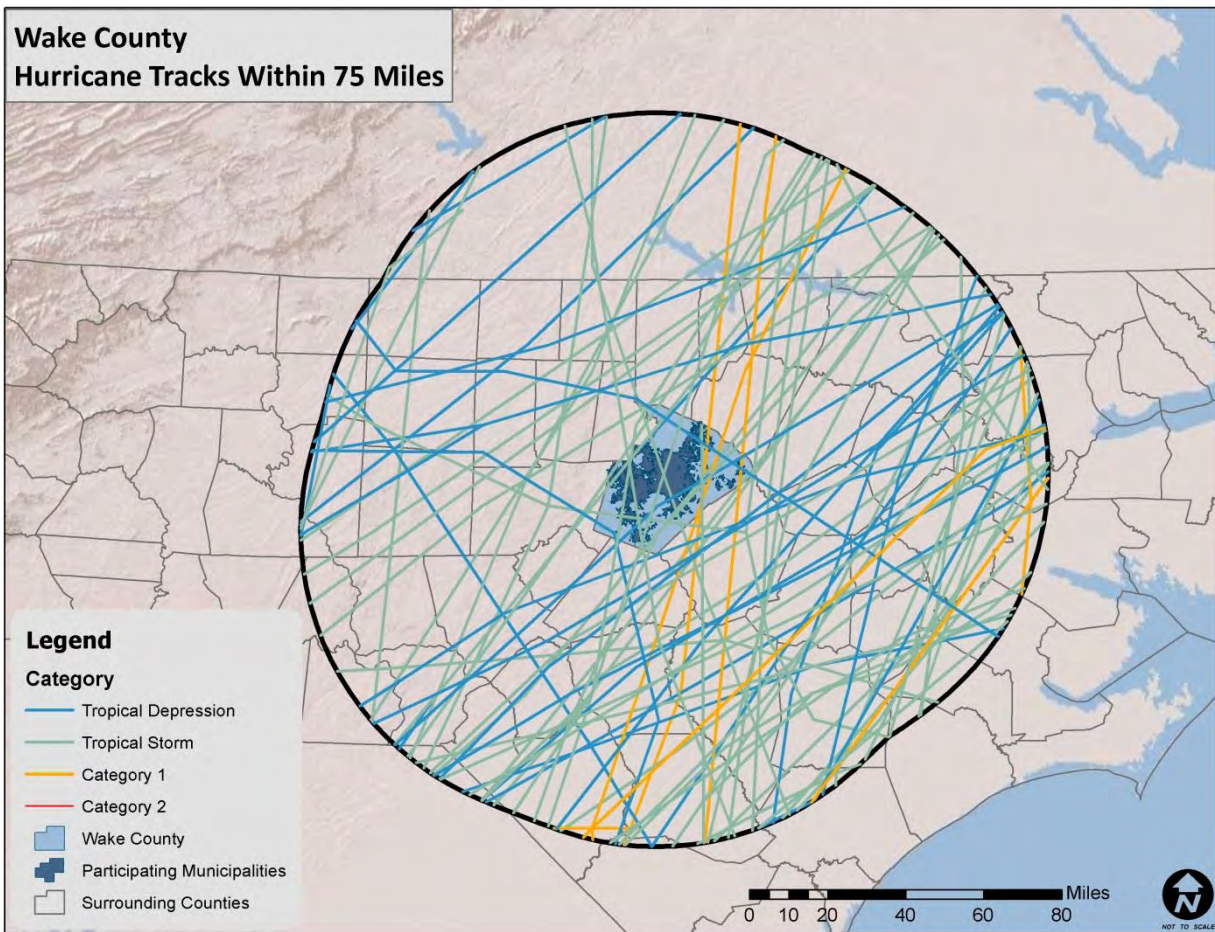 Wake County
Hurricane Tracks Within 75 Miles
Legend
Category
Tropical Depression
Tropical Storm
Category 1
Category 2
Wake County
Participating Municipalities
Surrounding Counties
Miles
0 10 20 40 60 80
N
NOT TO SCALE